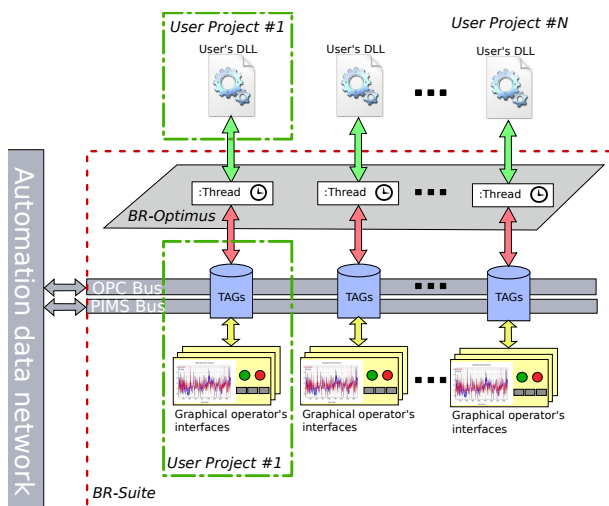 User Project #1
User Project #N
User's DLL
User's DLL
User's DLL
:Thread
:Thread
:Thread
BR-Optimus
Automation data network
OPC Bus
PIMS Bus
TAGs
TAGs
TAGs
Graphical operator's
interfaces
Graphical operator's
interfaces
Graphical operator's
interfaces
User Project #1
BR-Suite